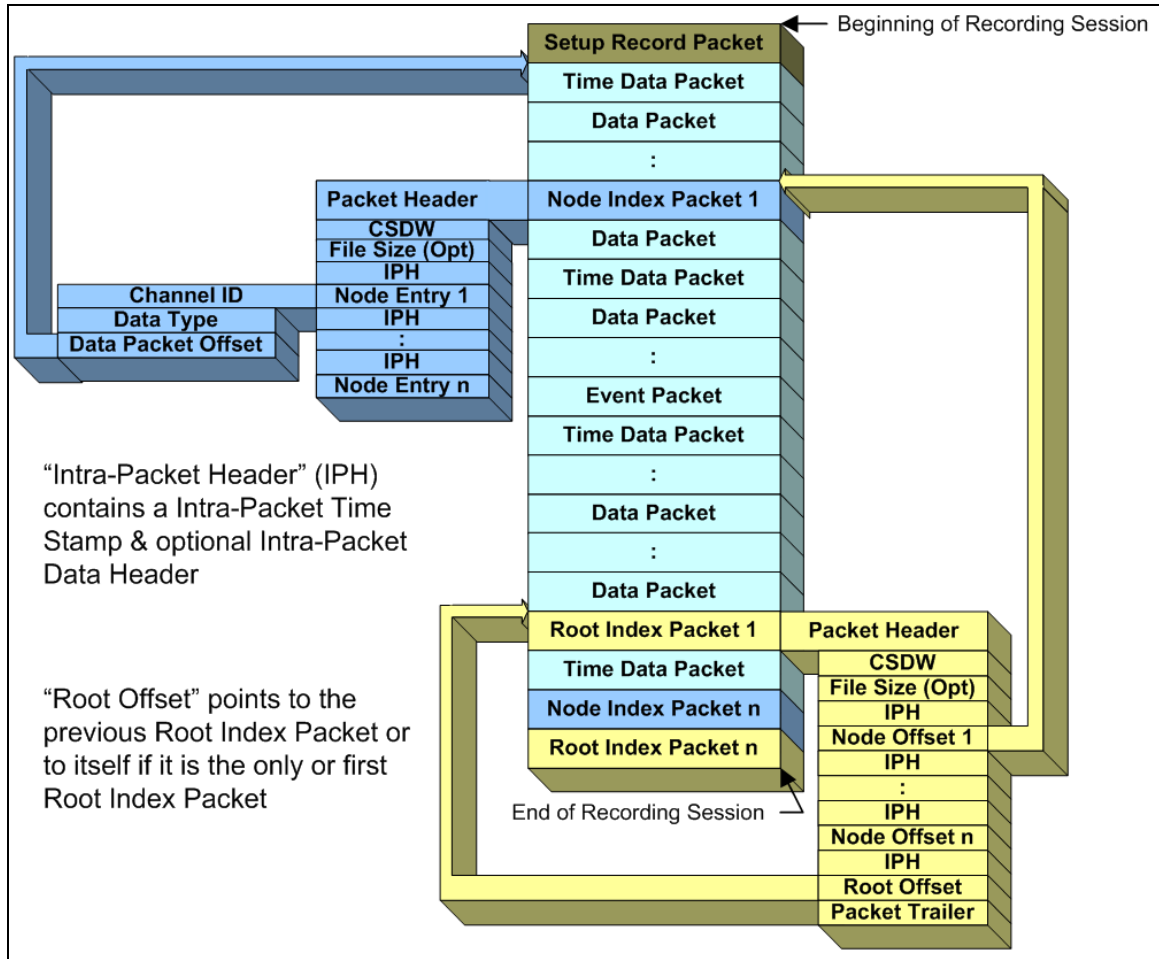 Beginning of Recording Session
Setup Record Packet
Time Data Packet
Data Packet
:
Node Index Packet 1
Data Packet
Time Data Packet
Data Packet
:
Event Packet
Time Data Packet
:
Data Packet
:
Data Packet
Root Index Packet 1
Time Data Packet
Node Index Packet n
Root Index Packet n
End of Recording Session
Packet Header
CSDW
File Size (Opt)
IPH
Node Entry 1
IPH
:
IPH
Node Entry n
Channel ID
Data Type
Data Packet Offset
“Intra-Packet Header” (IPH)
contains a Intra-Packet Time
Stamp & optional Intra-Packet
Data Header
“Root Offset” points to the
previous Root Index Packet or
to itself if it is the only or first
Root Index Packet
Packet Header
CSDW
File Size (Opt)
IPH
Node Offset 1
IPH
:
IPH
Node Offset n
IPH
Root Offset
Packet Trailer